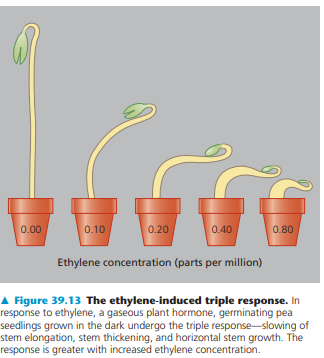 0.00 0.10 0.20 0.40 0.80
Ethylene concentration (parts per million)
▲ Figure 39.13 The ethylene-induced triple response. In
response to ethylene, a gaseous plant hormone, germinating pea
seedlings grown in the dark undergo the triple response—slowing of
stem elongation, stem thickening, and horizontal stem growth. The
response is greater with increased ethylene concentration.